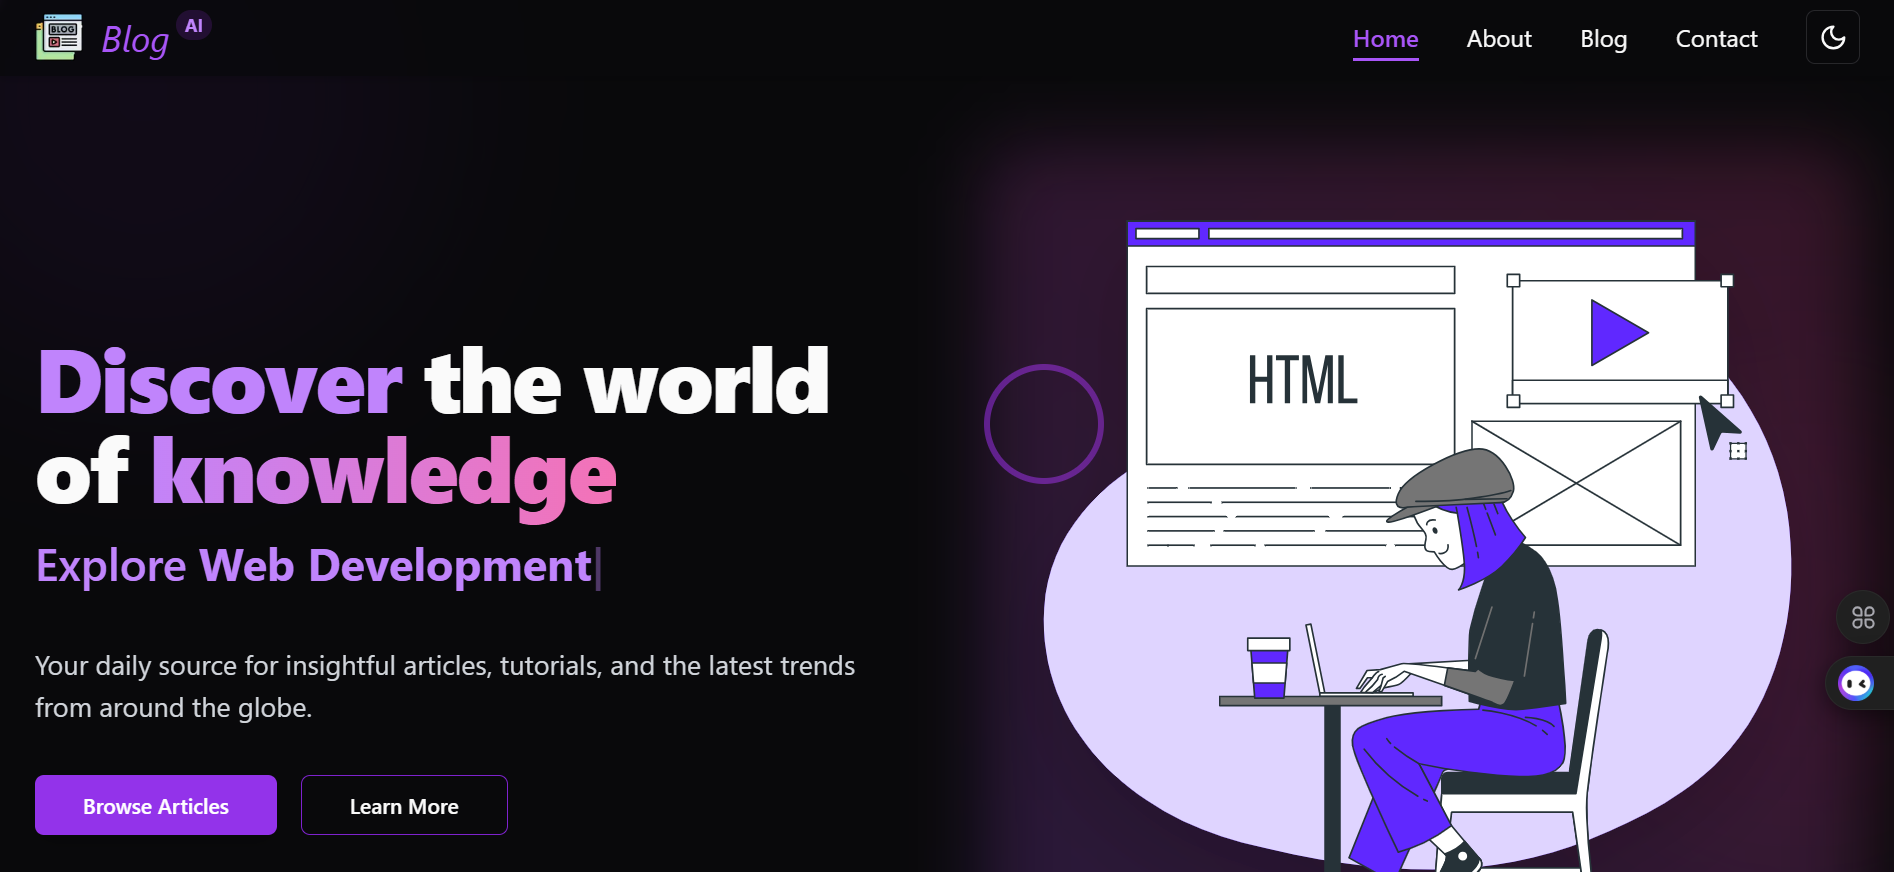 BLOG
Blog AI
Home About Blog Contact
Discover the world
of knowledge
Explore Web Development|
Your daily source for insightful articles, tutorials, and the latest trends
from around the globe.
Browse Articles Learn More
HTML